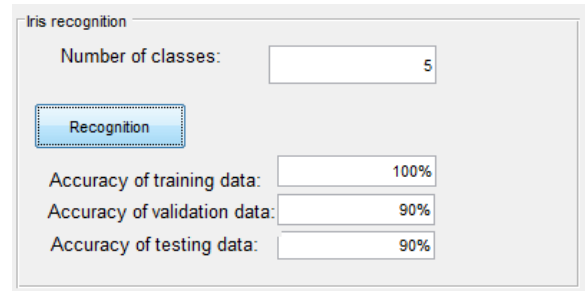 Iris recognition
Number of classes: 5
Recognition
Accuracy of training data: 100%
Accuracy of validation data: 90%
Accuracy of testing data: 90%